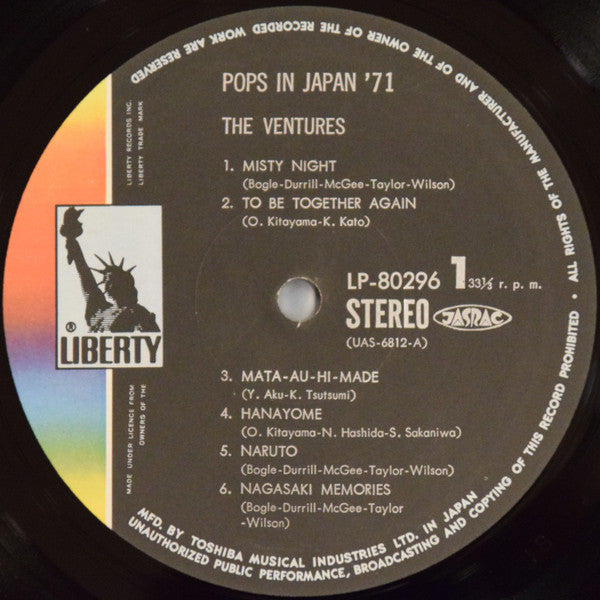 POPS IN JAPAN '71
THE VENTURES
1. MISTY NIGHT
(Bogle-Durrill-McGee-Taylor-Wilson)
2. TO BE TOGETHER AGAIN
(O. Kitayama-K. Kato)
LP-80296 1 33⅓ r. p. m.
STEREO JASRAC
(UAS-6812-A)
3. MATA-AU-HI-MADE
(Y. Aku-K. Tsutsumi)
4. HANAYOME
(O. Kitayama-N. Hashida-S. Sakaniwa)
5. NARUTO
(Bogle-Durrill-McGee-Taylor-Wilson)
6. NAGASAKI MEMORIES
(Bogle-Durrill-McGee-Taylor
-Wilson)
LIBERTY RECORDS INC.
LIBERTY TRADE MARK
® LIBERTY
MADE UNDER LICENCE FROM
OWNERS OF THE
MFD. BY TOSHIBA MUSICAL INDUSTRIES LTD. IN JAPAN
ALL RIGHTS OF THE MANUFACTURER AND OF THE OWNER OF THE RECORDED WORK ARE RESERVED
UNAUTHORIZED PUBLIC PERFORMANCE, BROADCASTING AND COPYING OF THIS RECORD PROHIBITED •